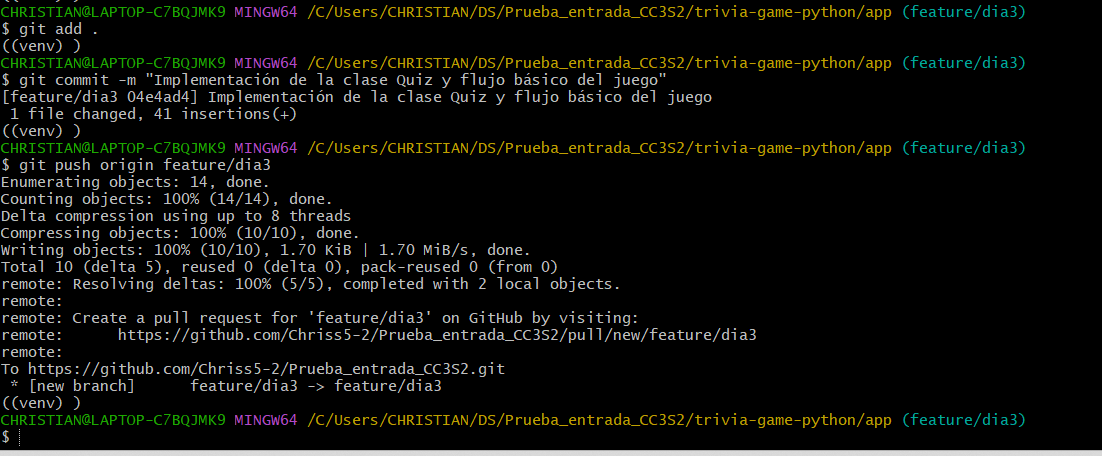 ((venv) )
CHRISTIAN@LAPTOP-C7BQJMK9 MINGW64 /C/Users/CHRISTIAN/DS/Prueba_entrada_CC3S2/trivia-game-python/app (feature/dia3)
$ git add .
((venv) )
CHRISTIAN@LAPTOP-C7BQJMK9 MINGW64 /C/Users/CHRISTIAN/DS/Prueba_entrada_CC3S2/trivia-game-python/app (feature/dia3)
$ git commit -m "Implementación de la clase Quiz y flujo básico del juego"
[feature/dia3 04e4ad4] Implementación de la clase Quiz y flujo básico del juego
 1 file changed, 41 insertions(+)
((venv) )
CHRISTIAN@LAPTOP-C7BQJMK9 MINGW64 /C/Users/CHRISTIAN/DS/Prueba_entrada_CC3S2/trivia-game-python/app (feature/dia3)
$ git push origin feature/dia3
Enumerating objects: 14, done.
Counting objects: 100% (14/14), done.
Delta compression using up to 8 threads
Compressing objects: 100% (10/10), done.
Writing objects: 100% (10/10), 1.70 KiB | 1.70 MiB/s, done.
Total 10 (delta 5), reused 0 (delta 0), pack-reused 0 (from 0)
remote: Resolving deltas: 100% (5/5), completed with 2 local objects.
remote:
remote: Create a pull request for 'feature/dia3' on GitHub by visiting:
remote:      https://github.com/Chriss5-2/Prueba_entrada_CC3S2/pull/new/feature/dia3
remote:
To https://github.com/Chriss5-2/Prueba_entrada_CC3S2.git
 * [new branch]      feature/dia3 -> feature/dia3
((venv) )
CHRISTIAN@LAPTOP-C7BQJMK9 MINGW64 /C/Users/CHRISTIAN/DS/Prueba_entrada_CC3S2/trivia-game-python/app (feature/dia3)
$